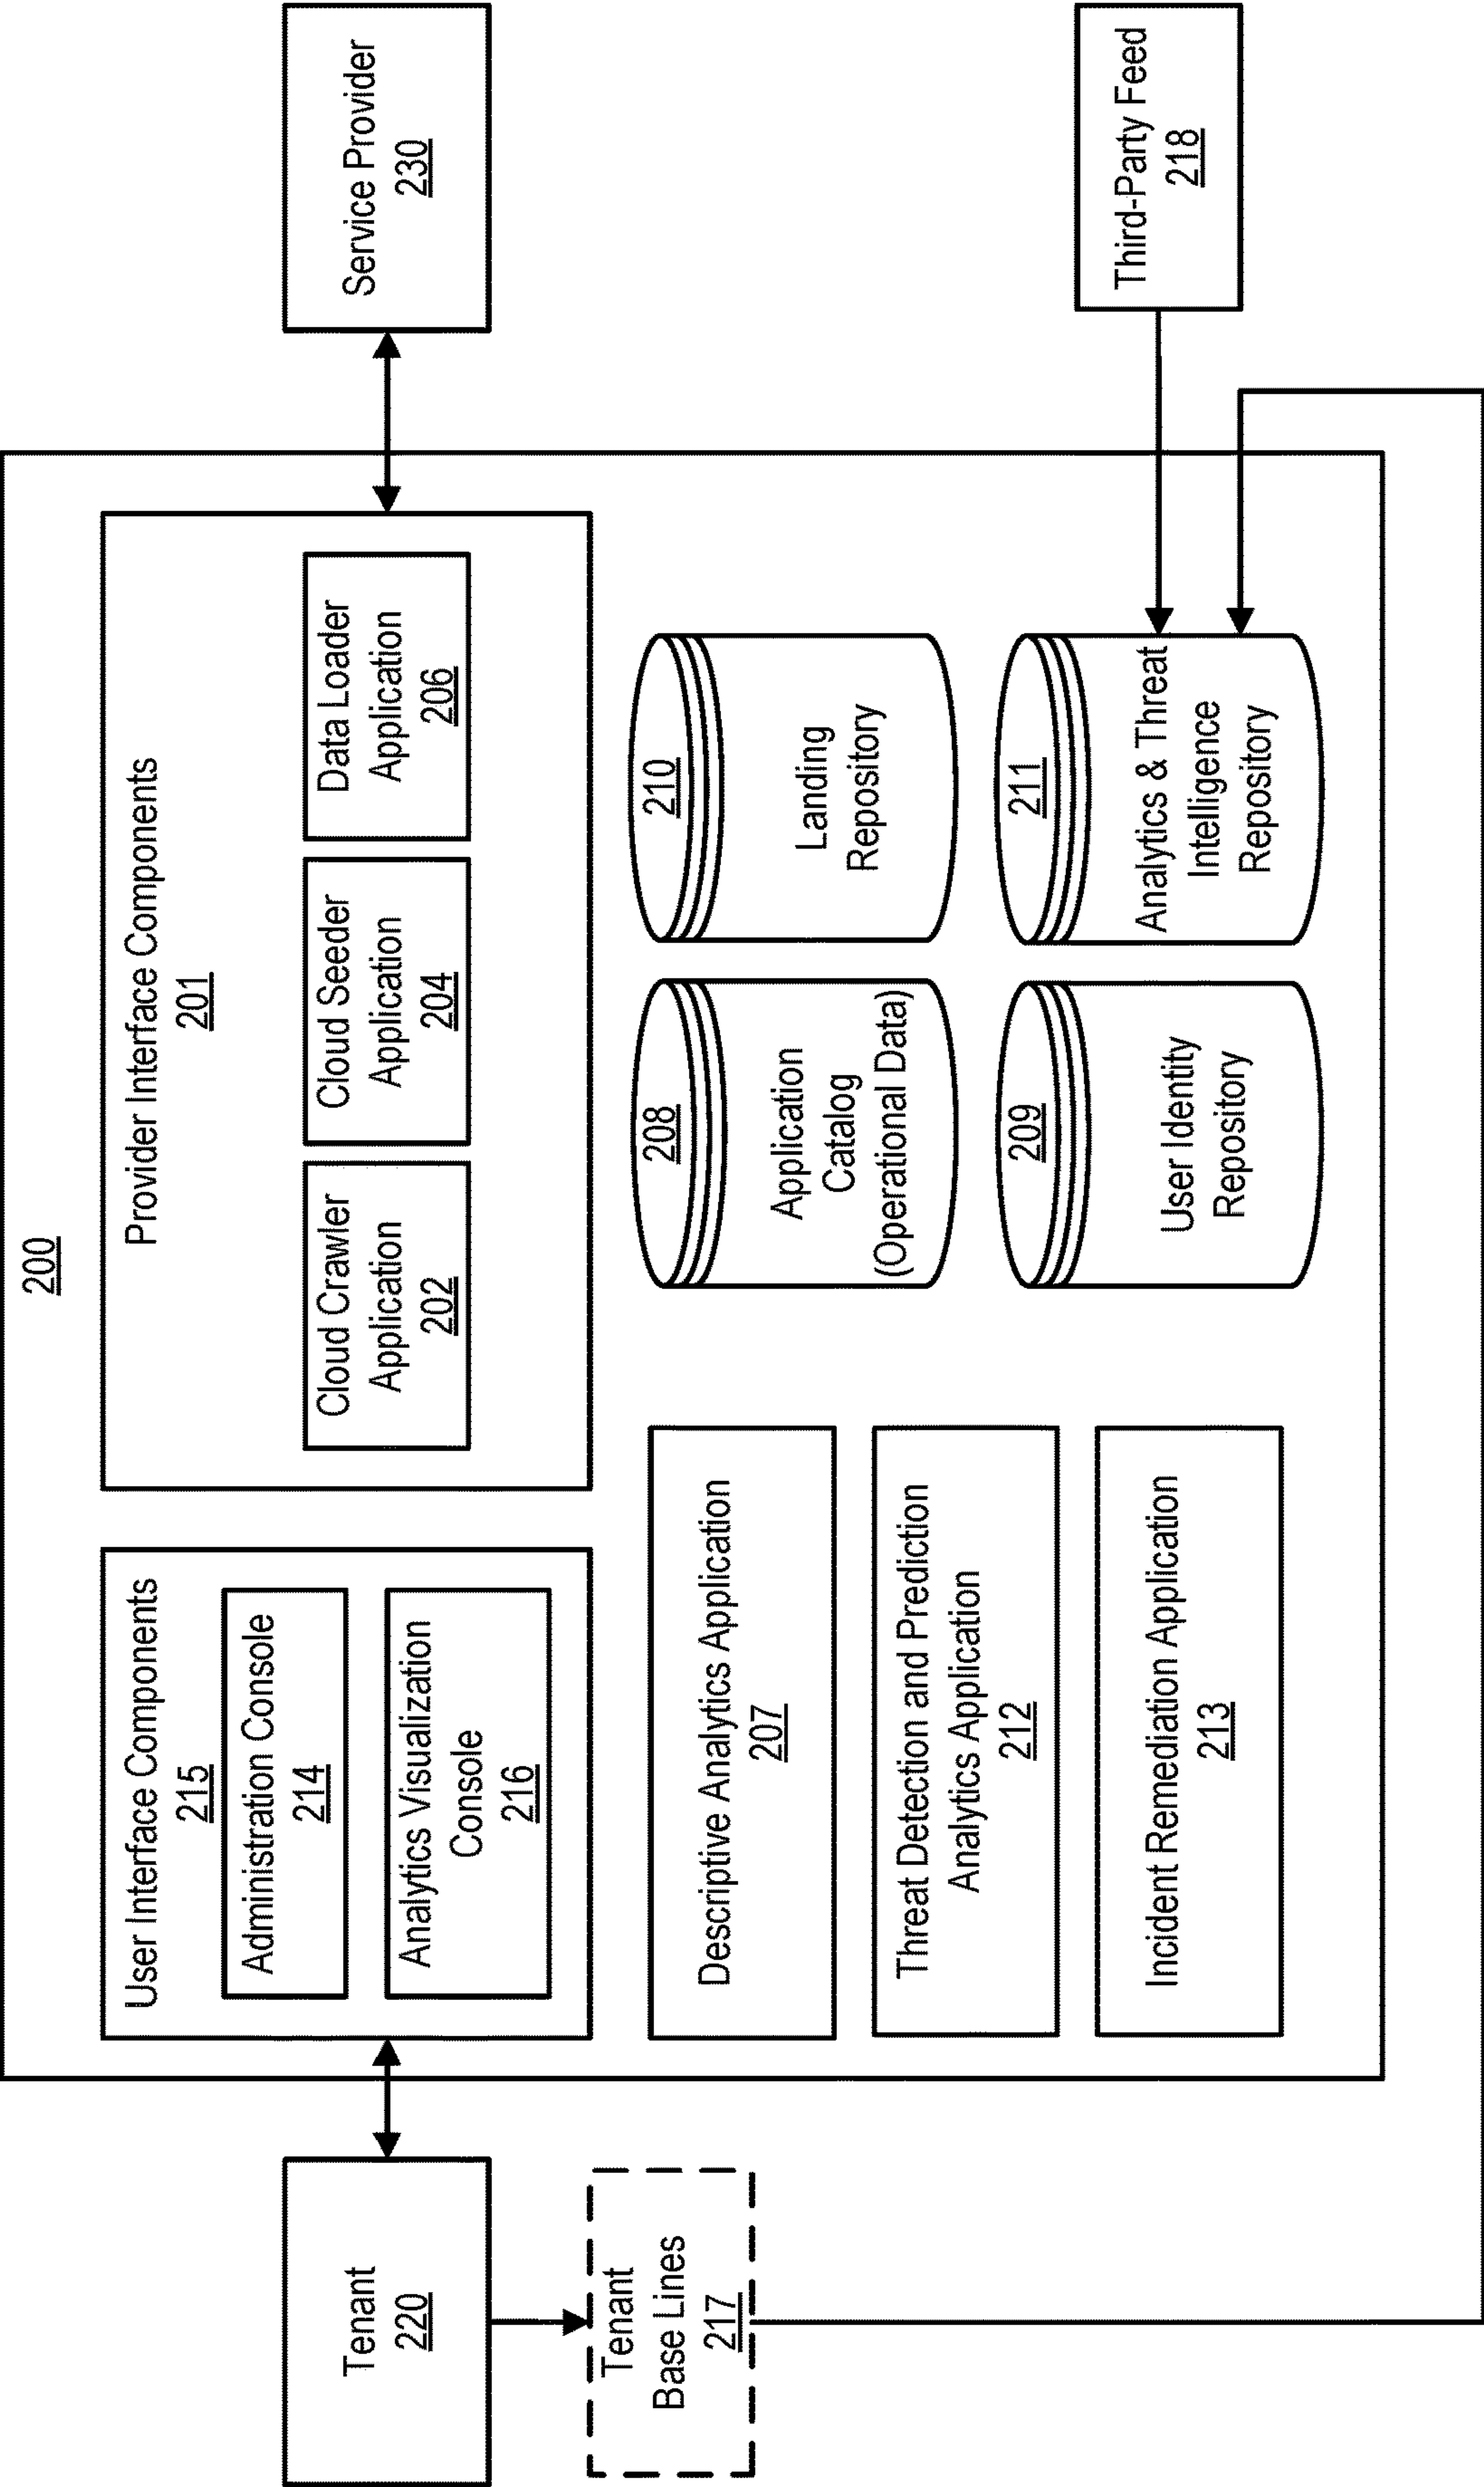 200
Tenant
220
Tenant
Base Lines
217
User Interface Components
215
Administration Console
214
Analytics Visualization
Console
216
Provider Interface Components
201
Cloud Crawler
Application
202
Cloud Seeder
Application
204
Data Loader
Application
206
Service Provider
230
Descriptive Analytics Application
207
Threat Detection and Prediction
Analytics Application
212
Incident Remediation Application
213
208
Application
Catalog
(Operational Data)
210
Landing
Repository
209
User Identity
Repository
211
Analytics & Threat
Intelligence
Repository
Third-Party Feed
218